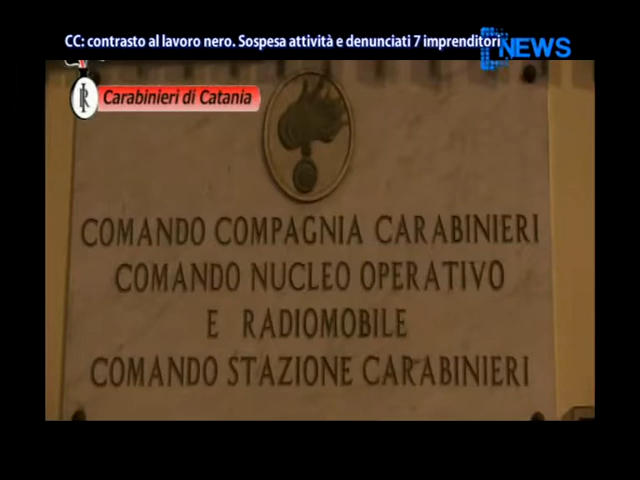 CC: contrasto al lavoro nero. Sospesa attività e denunciati 7 imprenditori
NEWS
Carabinieri di Catania
COMANDO COMPAGNIA CARABINIERI
COMANDO NUCLEO OPERATIVO
E RADIOMOBILE
COMANDO STAZIONE CARABINIERI